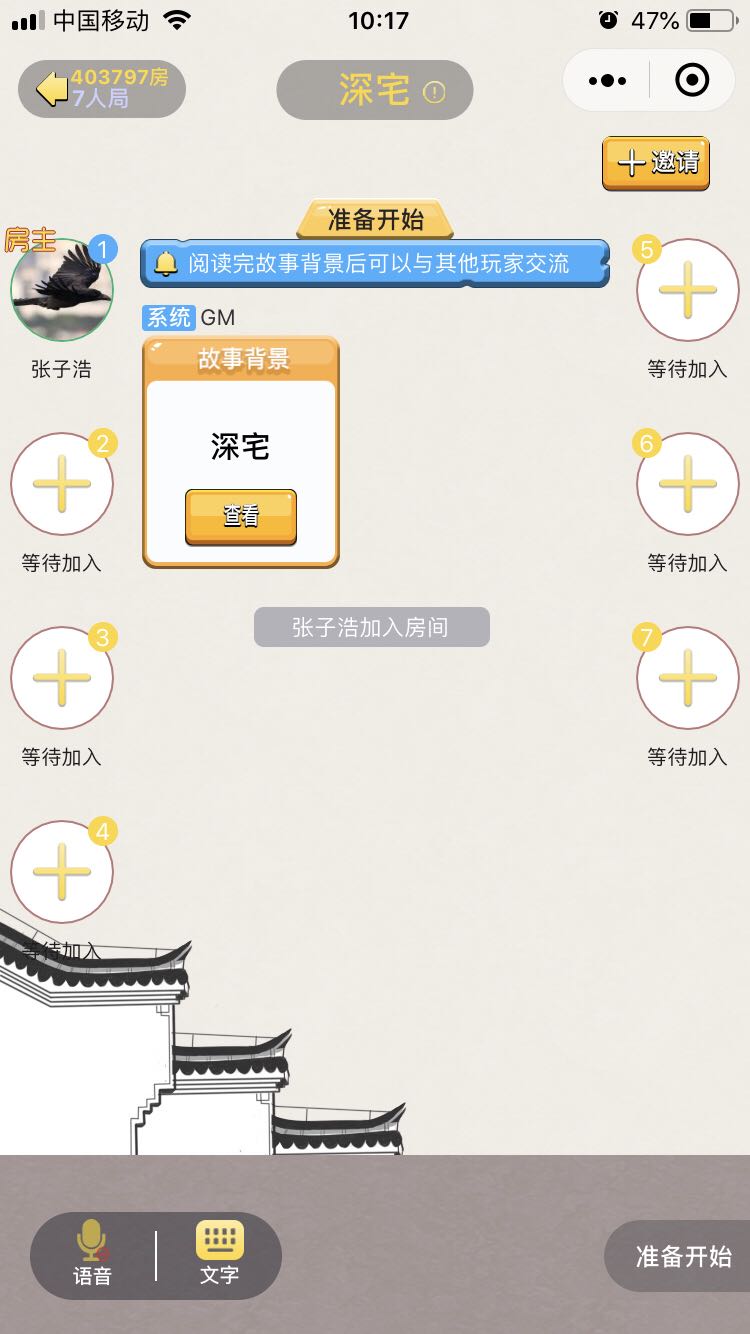 中国移动
10:17
47%
403797房
7人局
深宅
邀请
准备开始
阅读完故事背景后可以与其他玩家交流
房主
1
张子浩
系统 GM
故事背景
深宅
查看
张子浩加入房间
2
等待加入
3
等待加入
4
等待加入
5
等待加入
6
等待加入
7
等待加入
语音
文字
准备开始